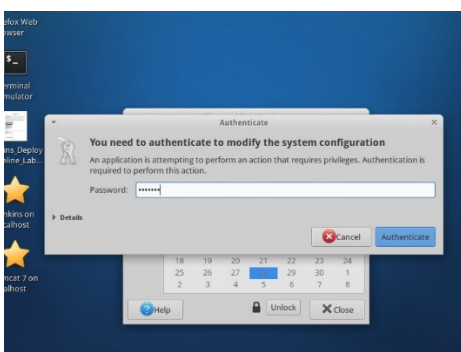 efox Web
owser
$_
erminal
mulator
ins_Deploy
eline_Lab...
nkins on
calhost
mcat 7 on
alhost
Authenticate
You need to authenticate to modify the system configuration
An application is attempting to perform an action that requires privileges. Authentication is
required to perform this action.
Password: •••••••
Details
Cancel Authenticate
18 19 20 21 22 23 24
25 26 27 28 29 30 1
2 3 4 5 6 7 8
Help Unlock Close